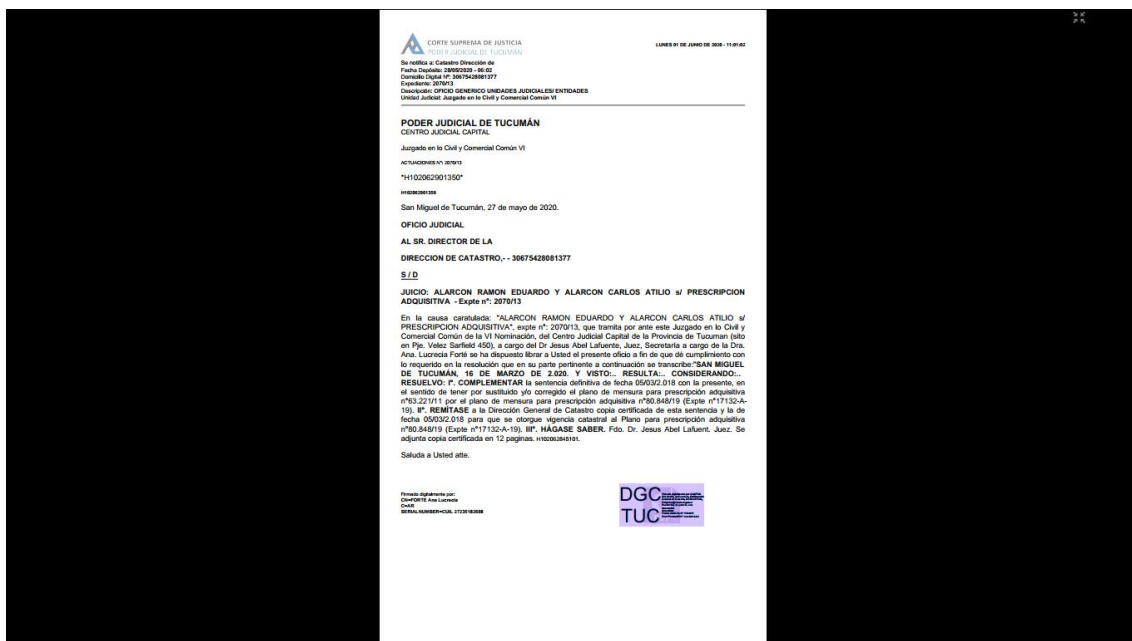 CORTE SUPREMA DE JUSTICIA
PODER JUDICIAL DE TUCUMÁN
LUNES 01 DE JUNIO DE 2020 - 11:01:02
Se notifica a: Catastro Dirección de
Fecha Depósito: 28/05/2020 - 06:02
Domicilio Digital Nº: 30675428081377
Expediente: 2070/13
Descripción: OFICIO GENERICO UNIDADES JUDICIALES/ ENTIDADES
Unidad Judicial: Juzgado en lo Civil y Comercial Común VI
PODER JUDICIAL DE TUCUMÁN
CENTRO JUDICIAL CAPITAL
Juzgado en lo Civil y Comercial Común VI
ACTUACIONES Nº: 2070/13
*H102062901350*
H102062901350
San Miguel de Tucumán, 27 de mayo de 2020.
OFICIO JUDICIAL
AL SR. DIRECTOR DE LA
DIRECCION DE CATASTRO,- - 30675428081377
S / D
JUICIO: ALARCON RAMON EDUARDO Y ALARCON CARLOS ATILIO s/ PRESCRIPCION
ADQUISITIVA - Expte nº: 2070/13
En la causa caratulada: "ALARCON RAMON EDUARDO Y ALARCON CARLOS ATILIO s/
PRESCRIPCION ADQUISITIVA", expte nº: 2070/13, que tramita por ante este Juzgado en lo Civil y
Comercial Común de la VI Nominación, del Centro Judicial Capital de la Provincia de Tucuman (sito
en Pje. Velez Sarfield 450), a cargo del Dr Jesus Abel Lafuente, Juez, Secretaría a cargo de la Dra.
Ana. Lucrecia Forté se ha dispuesto librar a Usted el presente oficio a fin de que dé cumplimiento con
lo requerido en la resolución que en su parte pertinente a continuación se transcribe:"SAN MIGUEL
DE TUCUMÁN, 16 DE MARZO DE 2.020. Y VISTO:.. RESULTA:.. CONSIDERANDO:..
RESUELVO: Iº. COMPLEMENTAR la sentencia definitiva de fecha 05/03/2.018 con la presente, en
el sentido de tener por sustituido y/o corregido el plano de mensura para prescripción adquisitiva
nº63.221/11 por el plano de mensura para prescripción adquisitiva nº80.848/19 (Expte nº17132-A-
19). IIº. REMÍTASE a la Dirección General de Catastro copia certificada de esta sentencia y la de
fecha 05/03/2.018 para que se otorgue vigencia catastral al Plano para prescripción adquisitiva
nº80.848/19 (Expte nº17132-A-19). IIIº. HÁGASE SABER. Fdo. Dr. Jesus Abel Lafuent. Juez. Se
adjunta copia certificada en 12 paginas. H102062845101.
Saluda a Usted atte.
Firmado digitalmente por:
CN=FORTE Ana Lucrecia
C=AR
SERIALNUMBER=CUIL 27235183508
DGC
TUC